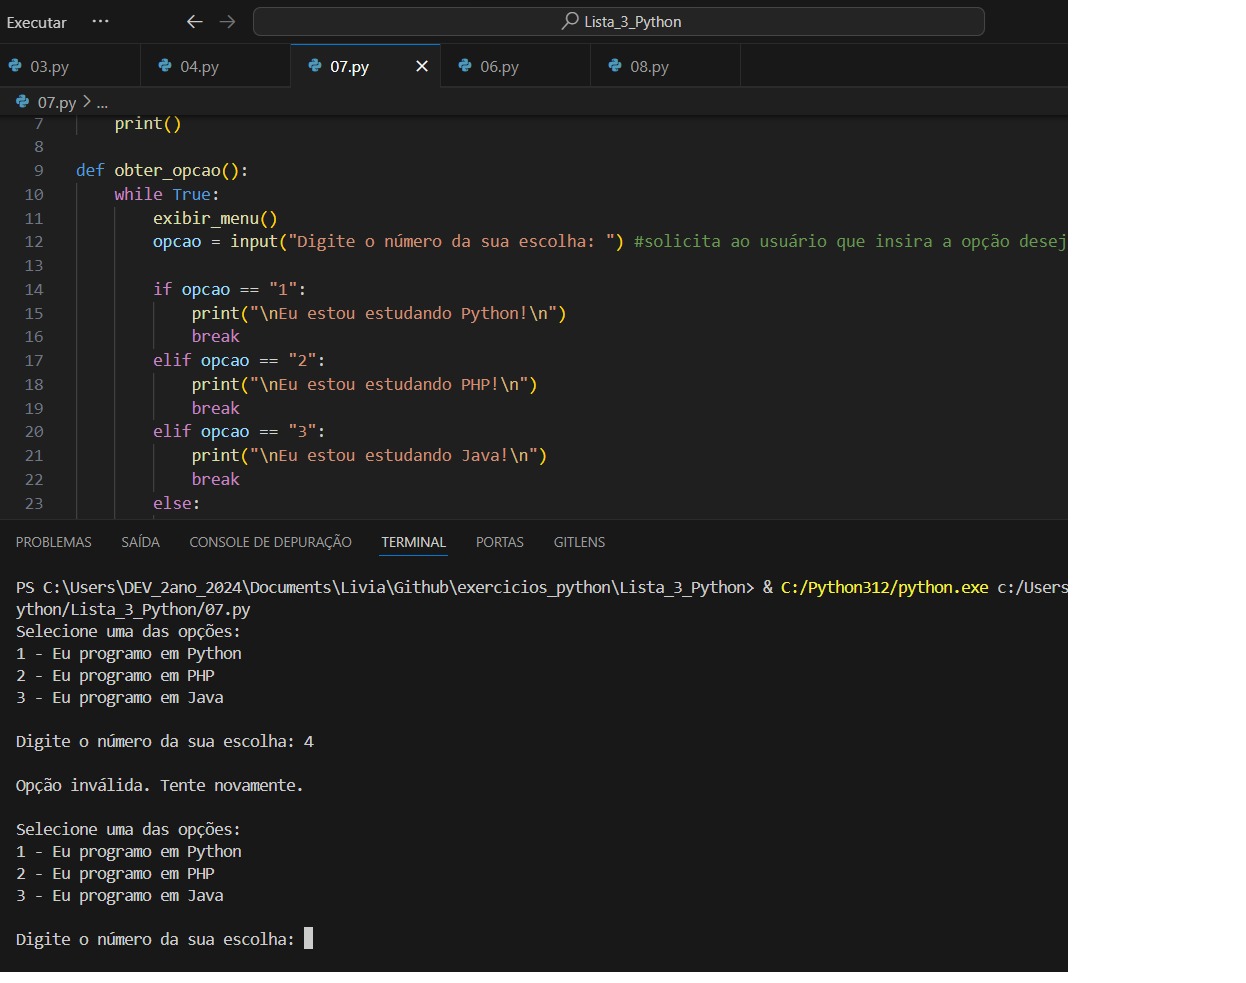 Executar ··· ← → Lista_3_Python
03.py 04.py 07.py × 06.py 08.py
07.py > ...
7 print()
8
9 def obter_opcao():
10 while True:
11 exibir_menu()
12 opcao = input("Digite o número da sua escolha: ") #solicita ao usuário que insira a opção desej
13
14 if opcao == "1":
15 print("\nEu estou estudando Python!\n")
16 break
17 elif opcao == "2":
18 print("\nEu estou estudando PHP!\n")
19 break
20 elif opcao == "3":
21 print("\nEu estou estudando Java!\n")
22 break
23 else:
PROBLEMAS SAÍDA CONSOLE DE DEPURAÇÃO TERMINAL PORTAS GITLENS
PS C:\Users\DEV_2ano_2024\Documents\Livia\Github\exercicios_python\Lista_3_Python> & C:/Python312/python.exe c:/Users
ython/Lista_3_Python/07.py
Selecione uma das opções:
1 - Eu programo em Python
2 - Eu programo em PHP
3 - Eu programo em Java
Digite o número da sua escolha: 4
Opção inválida. Tente novamente.
Selecione uma das opções:
1 - Eu programo em Python
2 - Eu programo em PHP
3 - Eu programo em Java
Digite o número da sua escolha: